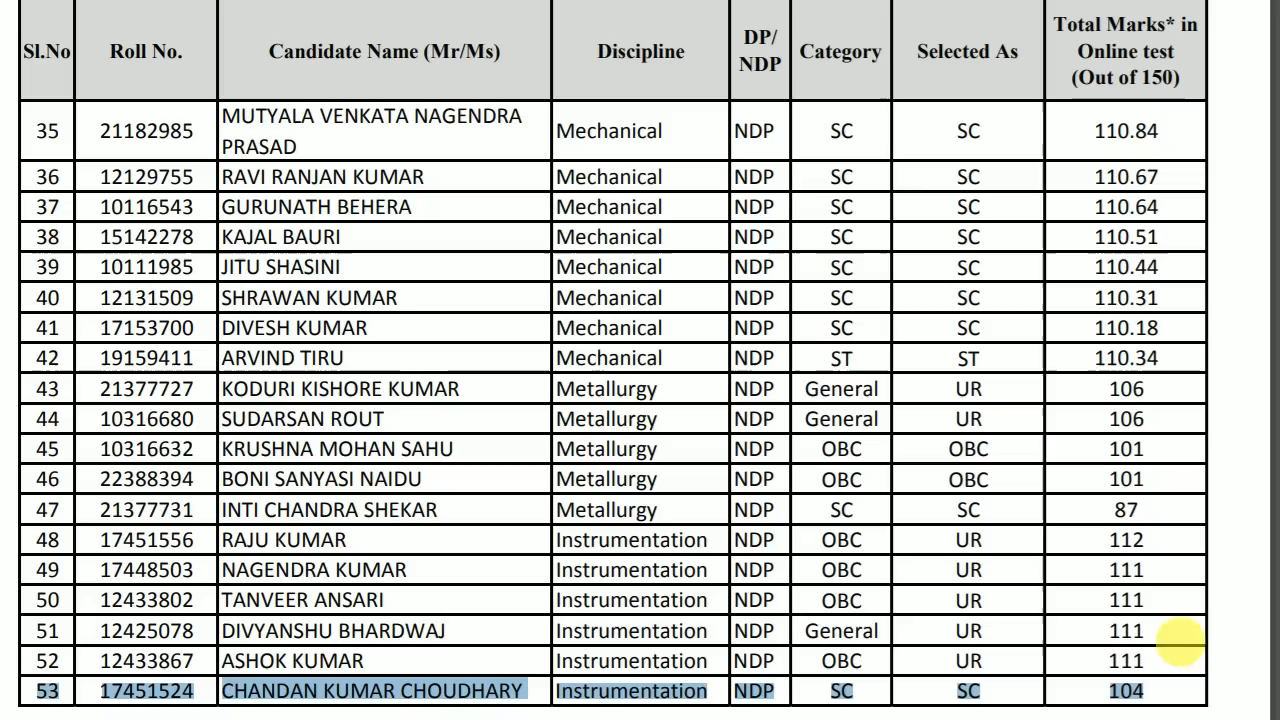 Sl.No Roll No. Candidate Name (Mr/Ms) Discipline DP/ NDP Category Selected As Total Marks* in Online test (Out of 150)
35 21182985 MUTYALA VENKATA NAGENDRA PRASAD Mechanical NDP SC SC 110.84
36 12129755 RAVI RANJAN KUMAR Mechanical NDP SC SC 110.67
37 10116543 GURUNATH BEHERA Mechanical NDP SC SC 110.64
38 15142278 KAJAL BAURI Mechanical NDP SC SC 110.51
39 10111985 JITU SHASINI Mechanical NDP SC SC 110.44
40 12131509 SHRAWAN KUMAR Mechanical NDP SC SC 110.31
41 17153700 DIVESH KUMAR Mechanical NDP SC SC 110.18
42 19159411 ARVIND TIRU Mechanical NDP ST ST 110.34
43 21377727 KODURI KISHORE KUMAR Metallurgy NDP General UR 106
44 10316680 SUDARSAN ROUT Metallurgy NDP General UR 106
45 10316632 KRUSHNA MOHAN SAHU Metallurgy NDP OBC OBC 101
46 22388394 BONI SANYASI NAIDU Metallurgy NDP OBC OBC 101
47 21377731 INTI CHANDRA SHEKAR Metallurgy NDP SC SC 87
48 17451556 RAJU KUMAR Instrumentation NDP OBC UR 112
49 17448503 NAGENDRA KUMAR Instrumentation NDP OBC UR 111
50 12433802 TANVEER ANSARI Instrumentation NDP OBC UR 111
51 12425078 DIVYANSHU BHARDWAJ Instrumentation NDP General UR 111
52 12433867 ASHOK KUMAR Instrumentation NDP OBC UR 111
53 17451524 CHANDAN KUMAR CHOUDHARY Instrumentation NDP SC SC 104